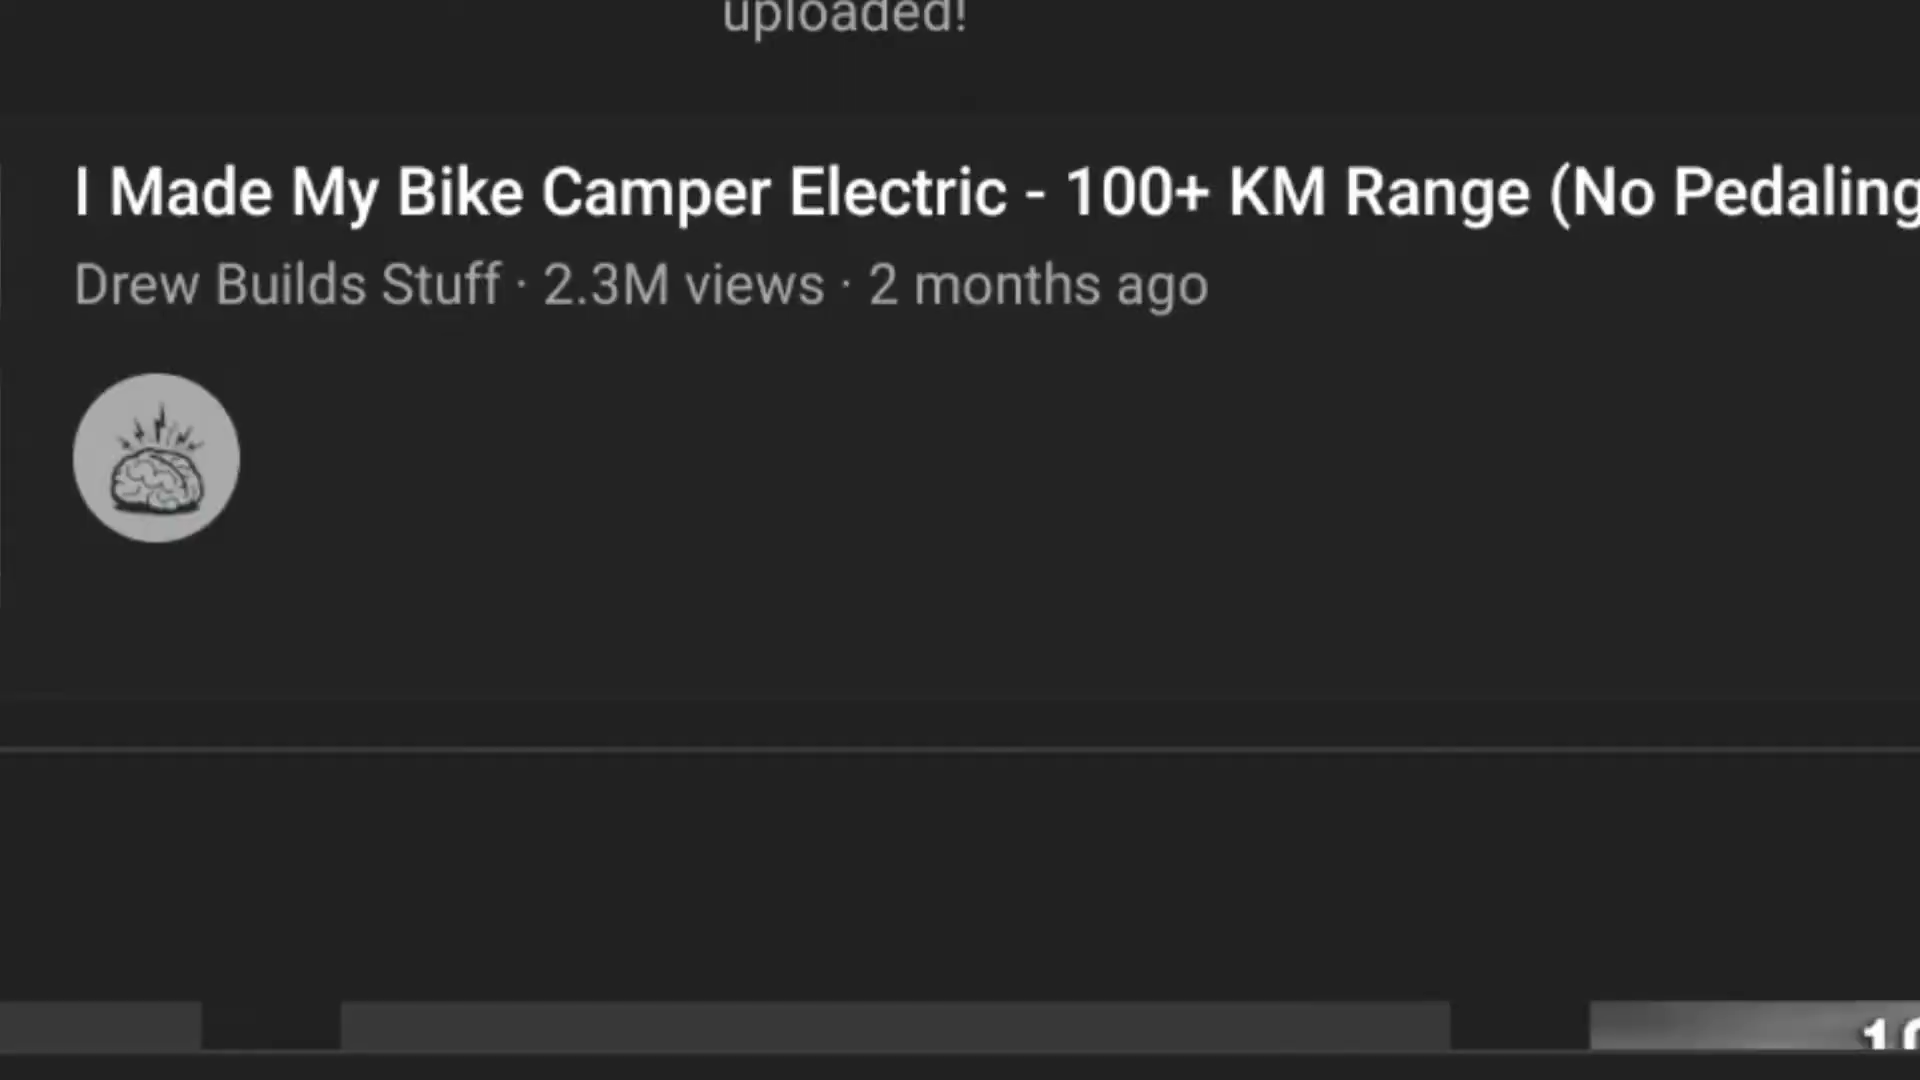 uploaded!
I Made My Bike Camper Electric - 100+ KM Range (No Pedaling
Drew Builds Stuff · 2.3M views · 2 months ago